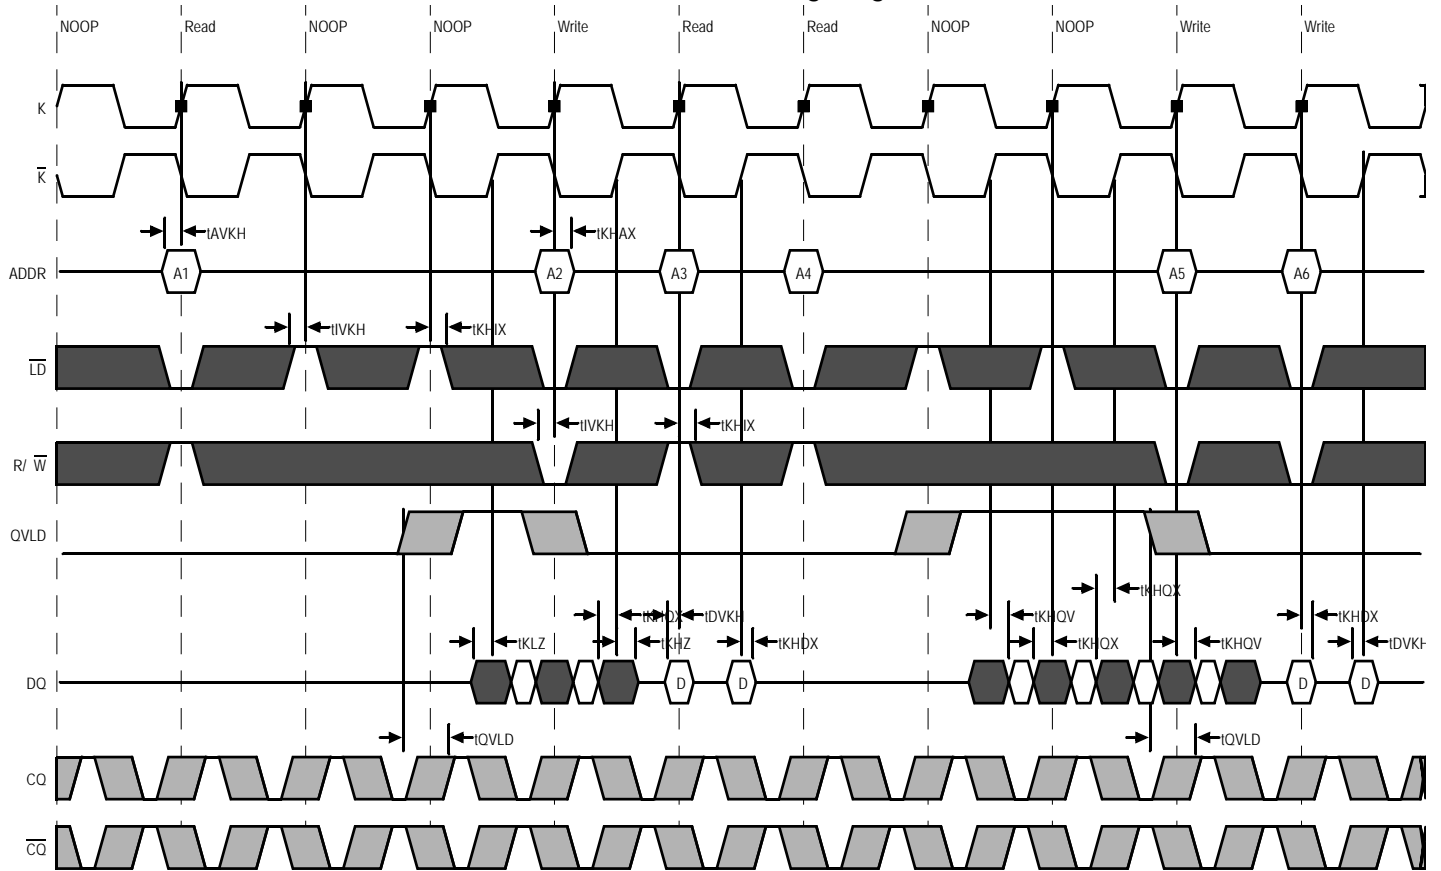 NOOP Read NOOP NOOP Write Read Read NOOP NOOP Write Write
K
K
tAVKH tKHAX
ADDR A1 A2 A3 A4 A5 A6
tIVKH tKHIX
LD
tIVKH tKHIX
R/ W
QVLD
tKHQX
tKHQX tDVKH tKHQV tKHDX
tKLZ tKHZ tKHDX tKHQX tKHQV tDVKH
DQ D D D D
tQVLD tQVLD
CQ
CQ